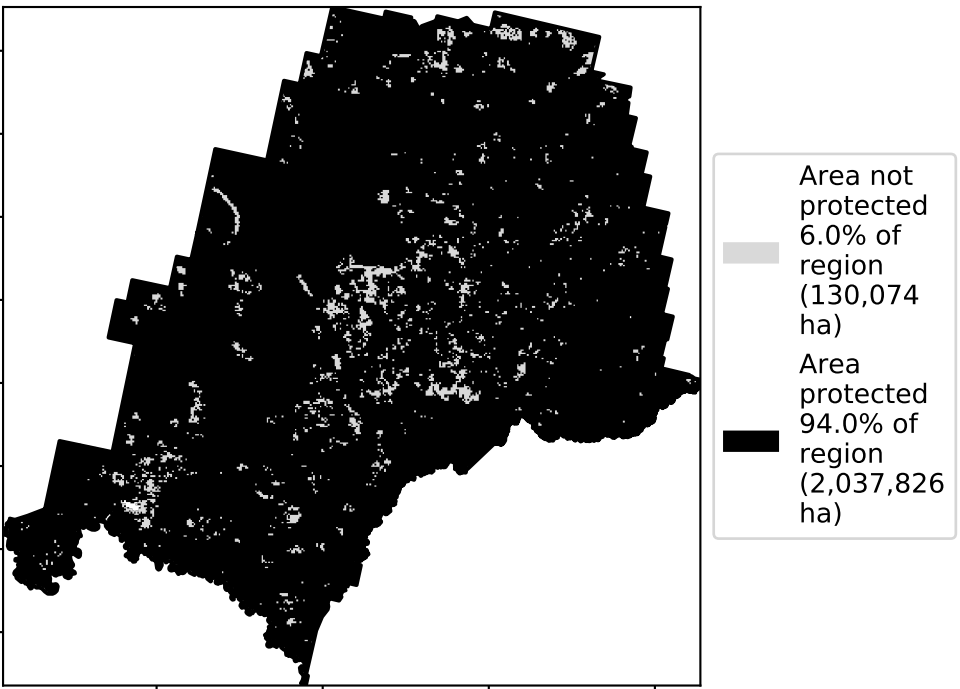 Area not
protected
6.0% of
region
(130,074
ha)
Area
protected
94.0% of
region
(2,037,826
ha)